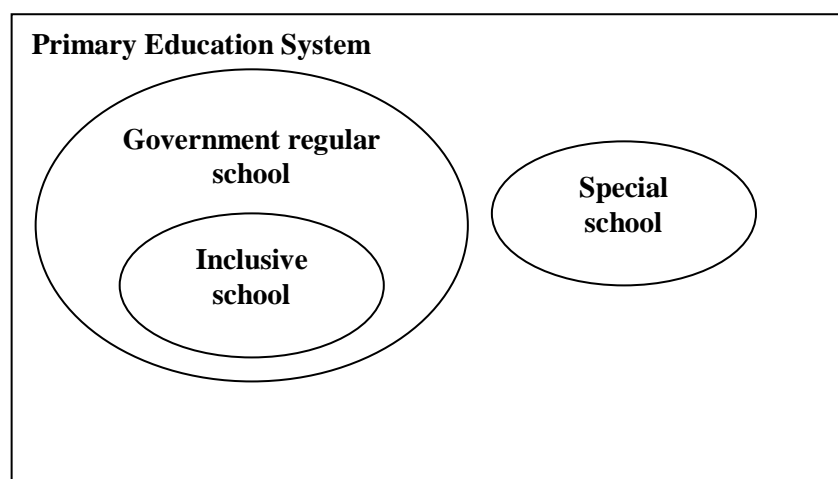 Primary Education System
Government regular
school
Special
school
Inclusive
school